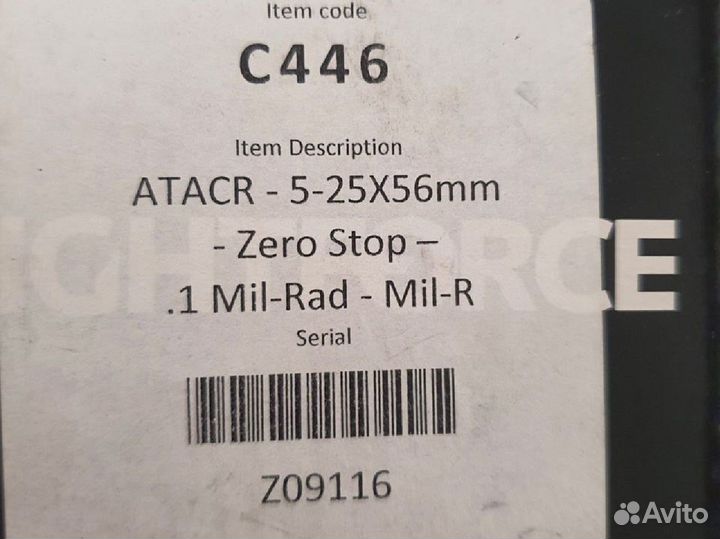 Item code
C446
Item Description
ATACR - 5-25X56mm
- Zero Stop –
.1 Mil-Rad - Mil-R
Serial
Z09116
Avito